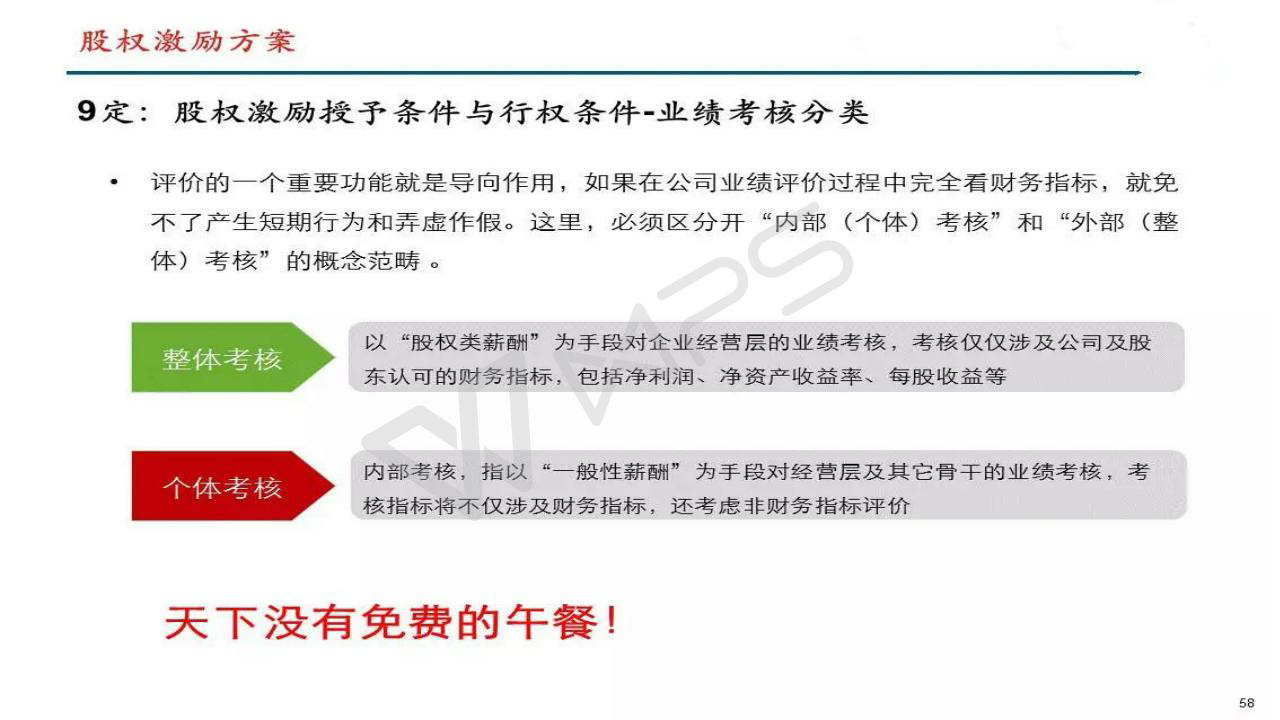 股权激励方案
9定：股权激励授予条件与行权条件-业绩考核分类
• 评价的一个重要功能就是导向作用，如果在公司业绩评价过程中完全看财务指标，就免
不了产生短期行为和弄虚作假。这里，必须区分开“内部（个体）考核”和“外部（整
体）考核”的概念范畴 。
整体考核
以“股权类薪酬”为手段对企业经营层的业绩考核，考核仅仅涉及公司及股
东认可的财务指标，包括净利润、净资产收益率、每股收益等
个体考核
内部考核，指以“一般性薪酬”为手段对经营层及其它骨干的业绩考核，考
核指标将不仅涉及财务指标，还考虑非财务指标评价
天下没有免费的午餐！
WPS
58